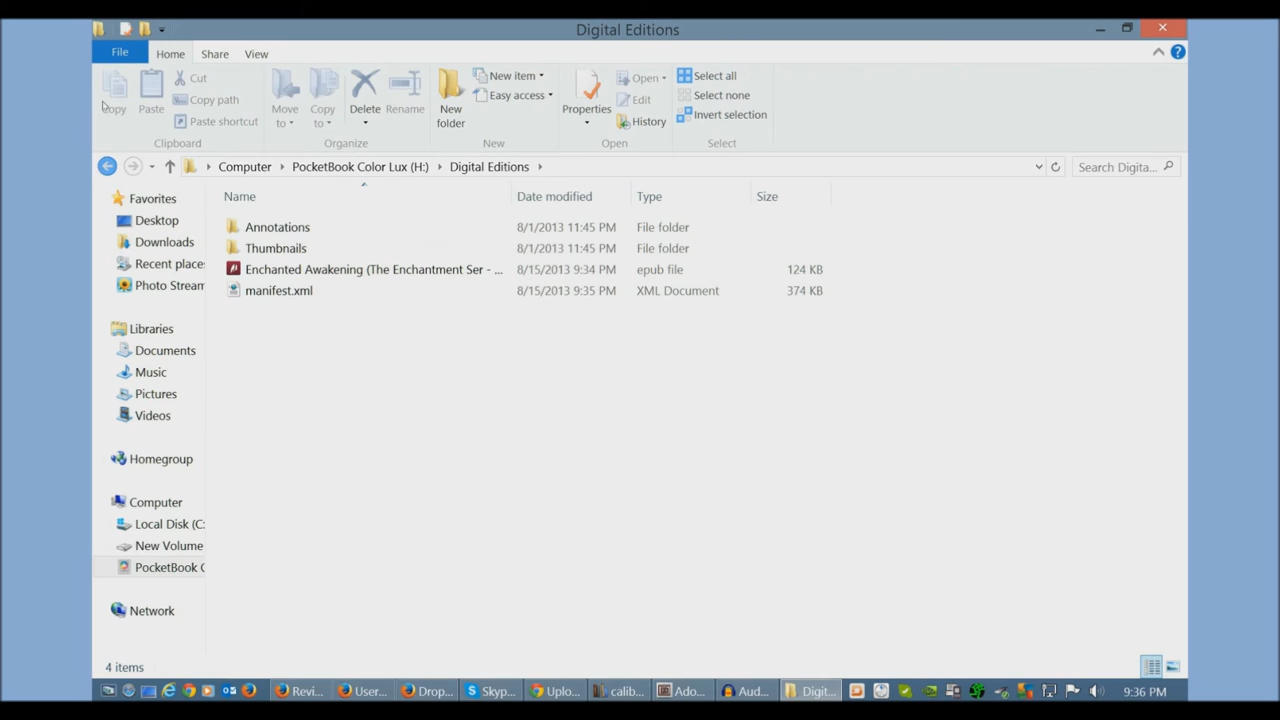 Digital Editions
File Home Share View
Copy Paste Cut Copy path Paste shortcut
Move to Copy to Delete Rename
New folder New item Easy access
Properties Open Edit History
Select all Select none Invert selection
Clipboard Organize New Open Select
Computer PocketBook Color Lux (H:) Digital Editions Search Digita...
Name Date modified Type Size
Annotations 8/1/2013 11:45 PM File folder
Thumbnails 8/1/2013 11:45 PM File folder
Enchanted Awakening (The Enchantment Ser - ... 8/15/2013 9:34 PM epub file 124 KB
manifest.xml 8/15/2013 9:35 PM XML Document 374 KB
Favorites
Desktop
Downloads
Recent places
Photo Stream
Libraries
Documents
Music
Pictures
Videos
Homegroup
Computer
Local Disk (C:
New Volume
PocketBook C
Network
4 items
Revi... User... Drop... Skyp... Uplo... calib... Ado... Aud... Digit... 9:36 PM